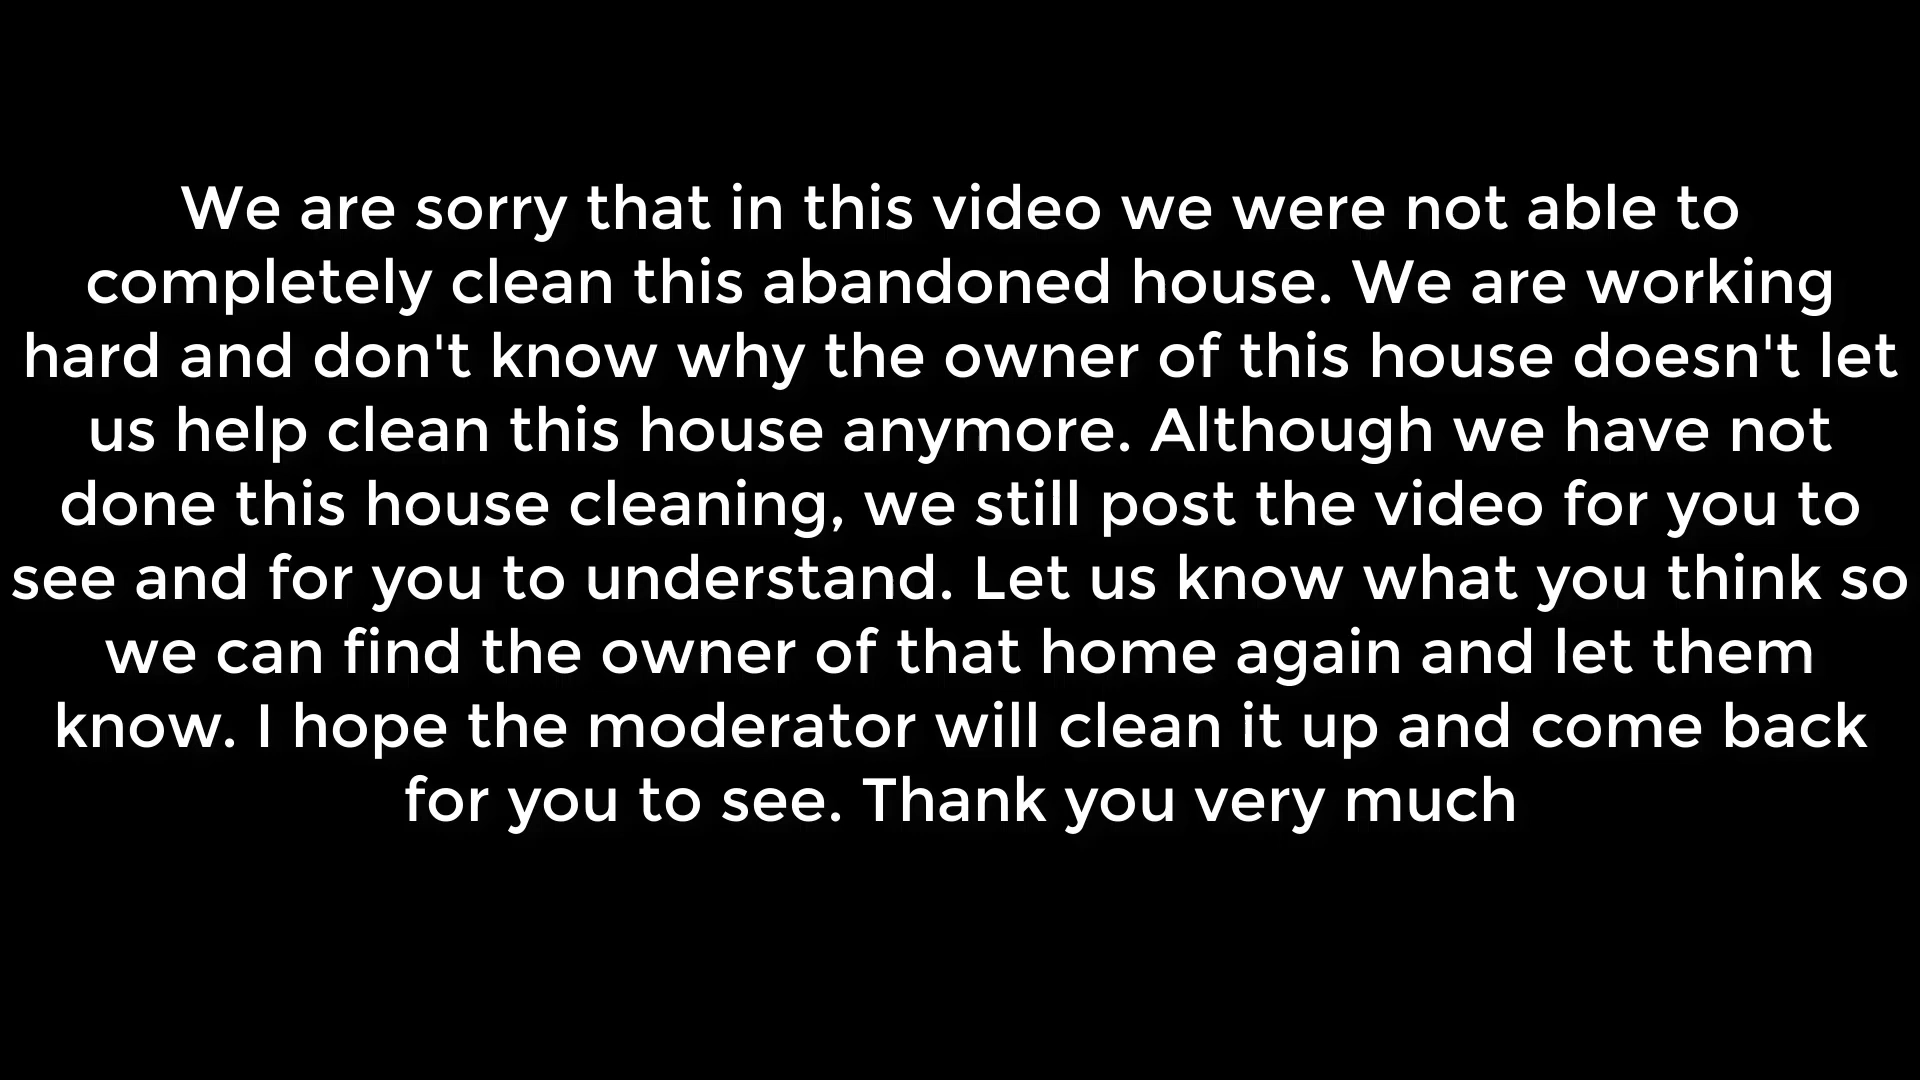 We are sorry that in this video we were not able to
completely clean this abandoned house. We are working
hard and don't know why the owner of this house doesn't let
us help clean this house anymore. Although we have not
done this house cleaning, we still post the video for you to
see and for you to understand. Let us know what you think so
we can find the owner of that home again and let them
know. I hope the moderator will clean it up and come back
for you to see. Thank you very much